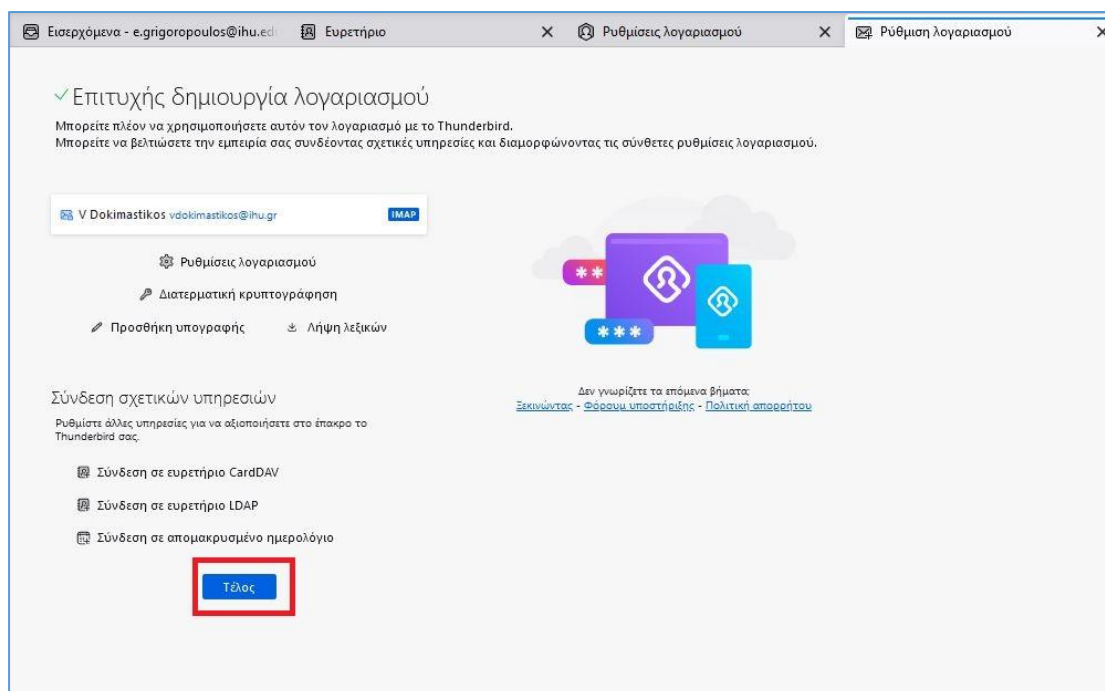 Εισερχόμενα - e.grigoropoulos@ihu.ed
Ευρετήριο
Ρυθμίσεις λογαριασμού
Ρύθμιση λογαριασμού
Επιτυχής δημιουργία λογαριασμού
Μπορείτε πλέον να χρησιμοποιήσετε αυτόν τον λογαριασμό με το Thunderbird.
Μπορείτε να βελτιώσετε την εμπειρία σας συνδέοντας σχετικές υπηρεσίες και διαμορφώνοντας τις σύνθετες ρυθμίσεις λογαριασμού.
V Dokimastikos vdokimastikos@ihu.gr IMAP
Ρυθμίσεις λογαριασμού
Διατερματική κρυπτογράφηση
Προσθήκη υπογραφής
Λήψη λεξικών
Δεν γνωρίζετε τα επόμενα βήματα;
Ξεκινώντας - Φόρουμ υποστήριξης - Πολιτική απορρήτου
Σύνδεση σχετικών υπηρεσιών
Ρυθμίστε άλλες υπηρεσίες για να αξιοποιήσετε στο έπακρο το
Thunderbird σας.
Σύνδεση σε ευρετήριο CardDAV
Σύνδεση σε ευρετήριο LDAP
Σύνδεση σε απομακρυσμένο ημερολόγιο
Τέλος